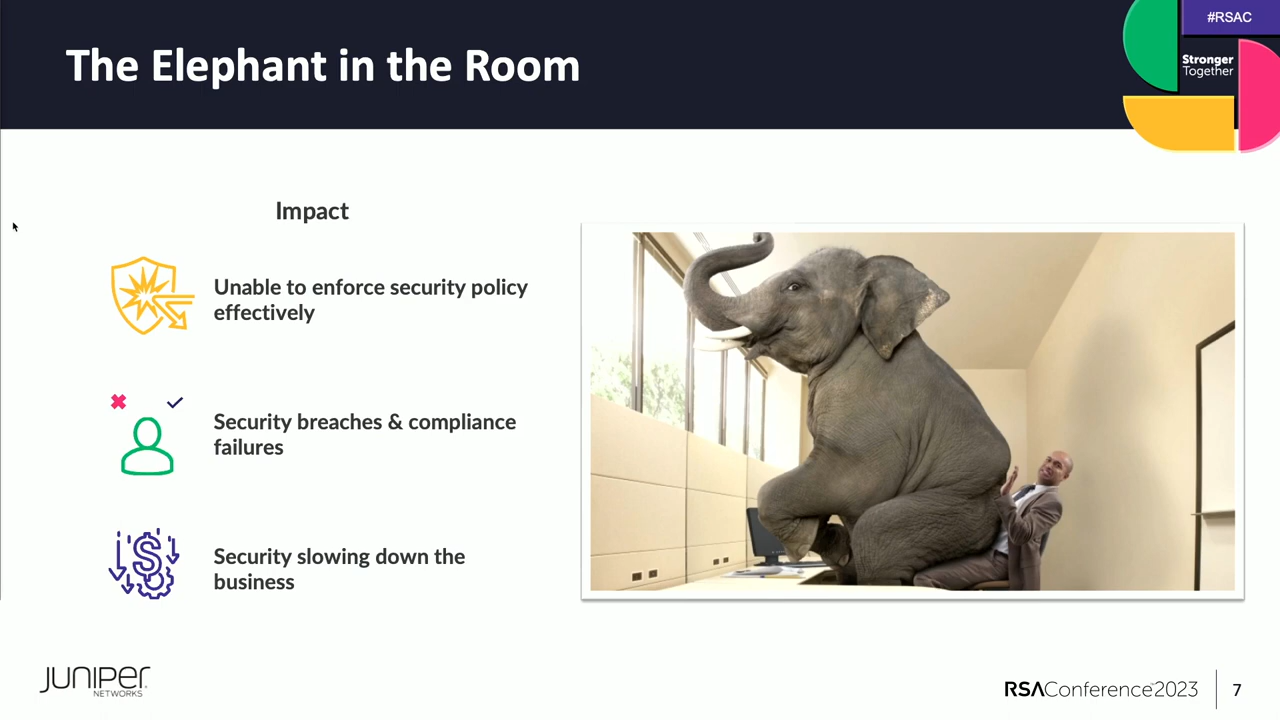 The Elephant in the Room
#RSAC
Stronger
Together
Impact
Unable to enforce security policy
effectively
Security breaches & compliance
failures
Security slowing down the
business
JUNIPEr
NETWORKS
RSAConference™2023
7